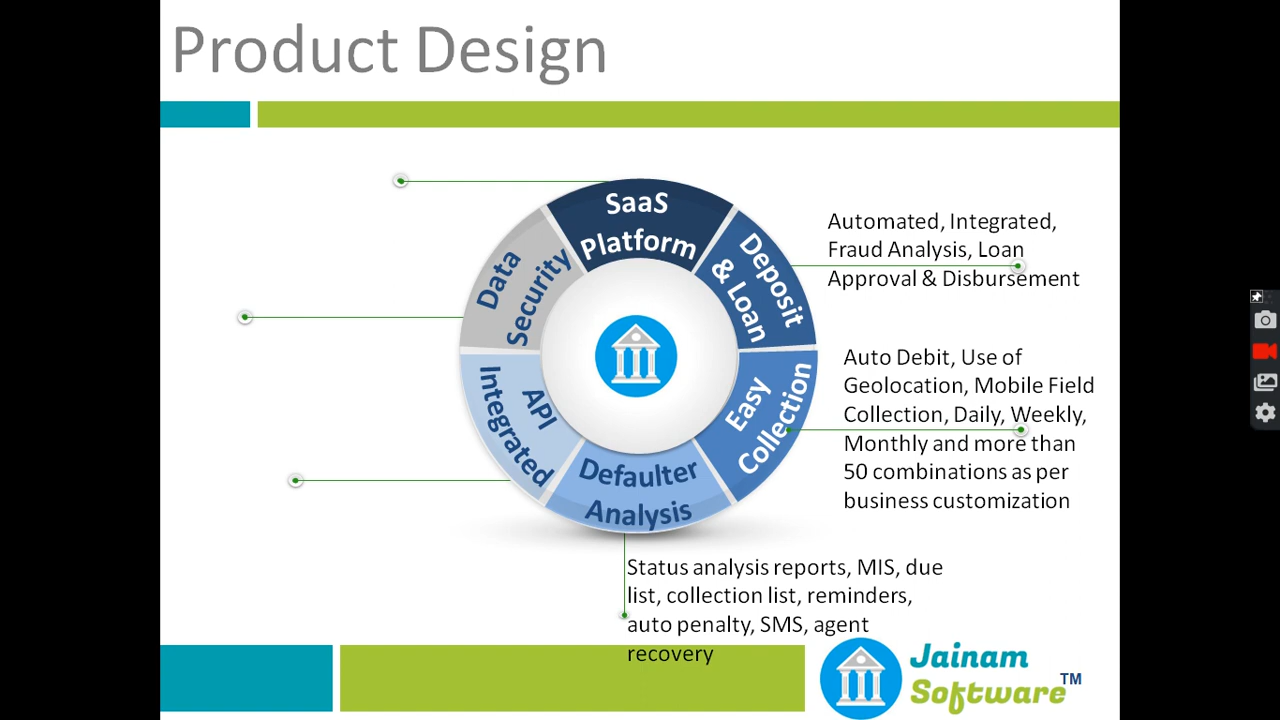 Product Design
SaaS
Platform
Deposit
& Loan
Easy
Collection
Defaulter
Analysis
API
Integrated
Data
Security
Automated, Integrated,
Fraud Analysis, Loan
Approval & Disbursement
Auto Debit, Use of
Geolocation, Mobile Field
Collection, Daily, Weekly,
Monthly and more than
50 combinations as per
business customization
Status analysis reports, MIS, due
list, collection list, reminders,
auto penalty, SMS, agent
recovery
Jainam
Software™